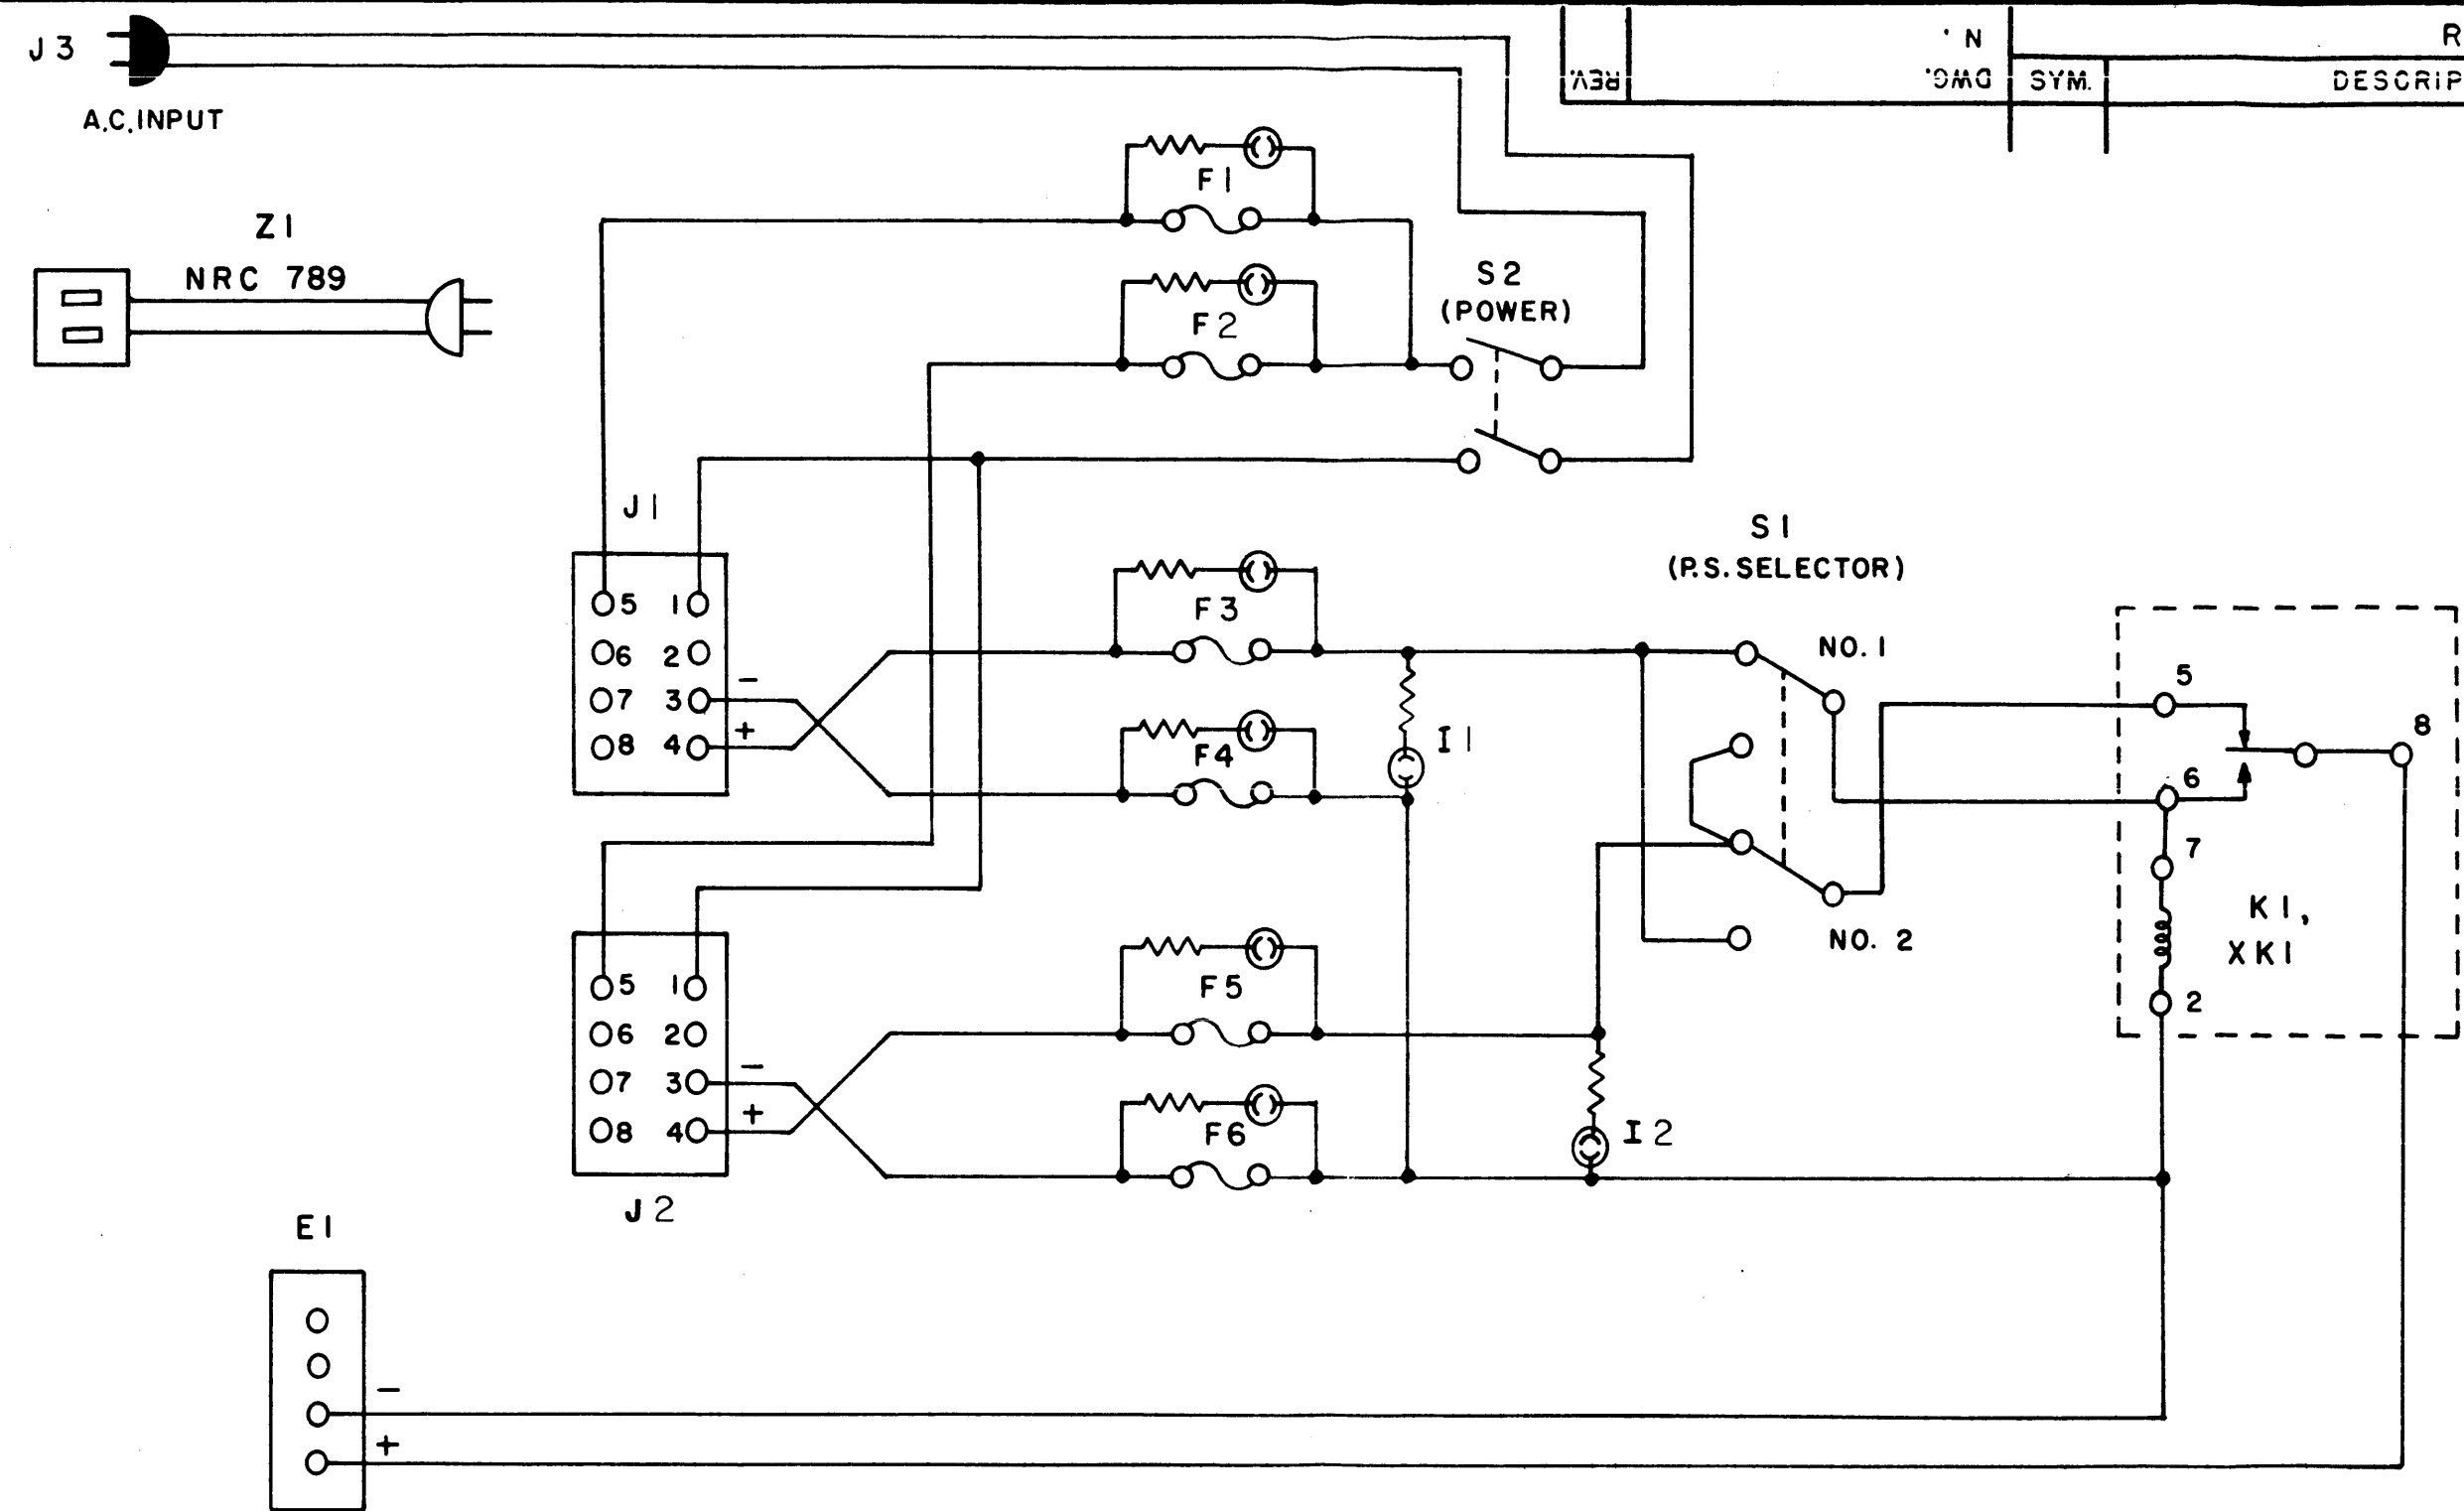 J3
A.C. INPUT
N.
R
REV.
DWG.
SYM.
DESCRIP
Z1
NRC 789
F1
F2
S2
(POWER)
J1
5 1
6 2
7 3 -
8 4 +
F3
F4
I1
S1
(P.S. SELECTOR)
NO. 1
NO. 2
5
8
6
7
K1,
XK1
2
5 1
6 2
7 3 -
8 4 +
J2
F5
F6
I2
E1
-
+